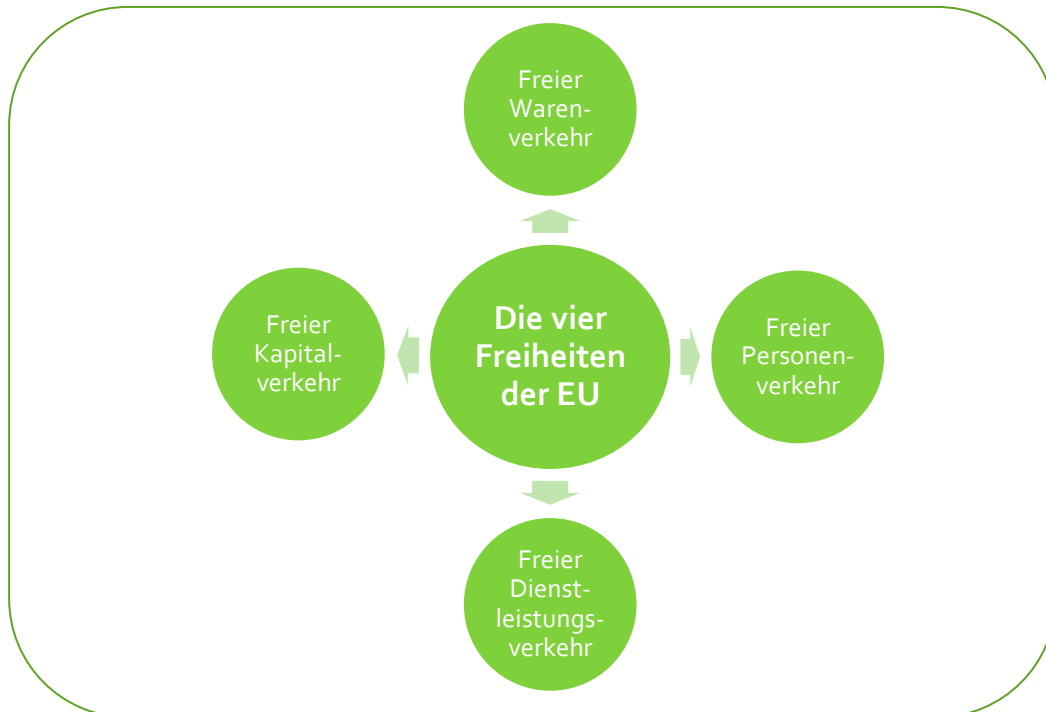 Freier
Waren-
verkehr
Freier
Kapital-
verkehr
Die vier
Freiheiten
der EU
Freier
Personen-
verkehr
Freier
Dienst-
leistungs-
verkehr